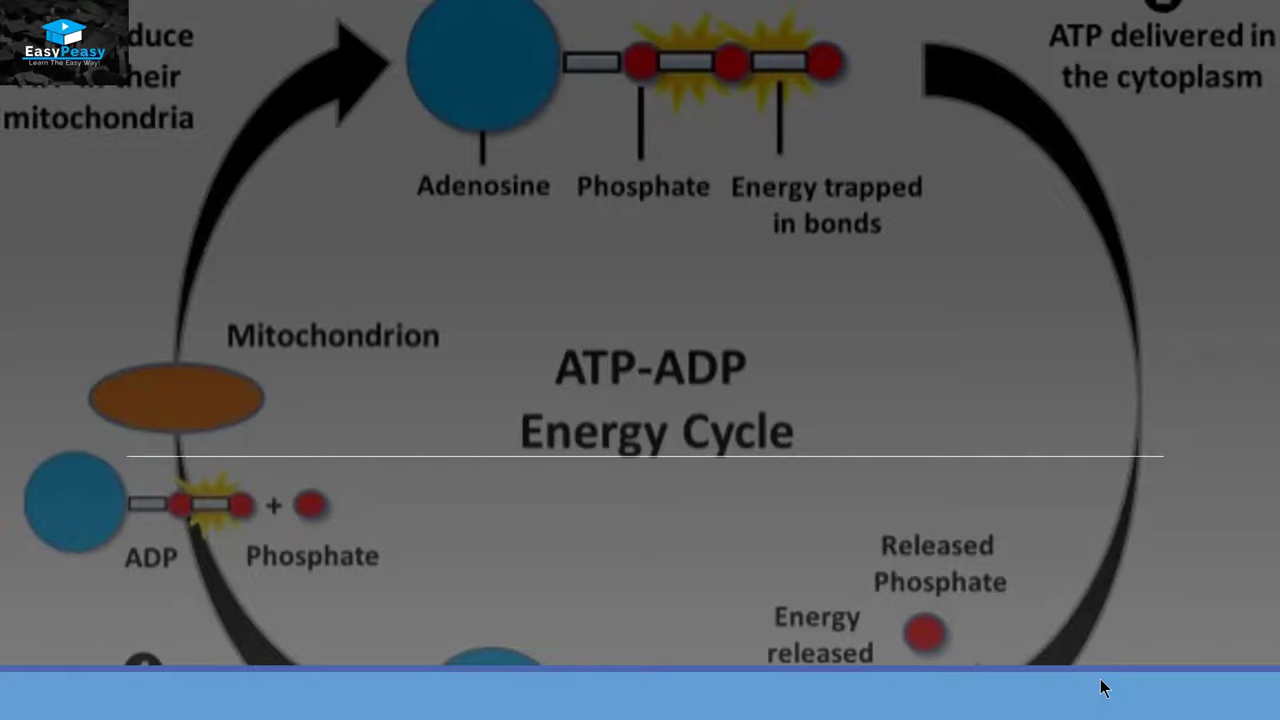 EasyPeasy
Learn The Easy Way!
duce
heir
mitochondria
ATP delivered in
the cytoplasm
Adenosine
Phosphate
Energy trapped
in bonds
Mitochondrion
ATP-ADP
Energy Cycle
+
ADP
Phosphate
Released
Phosphate
Energy
released